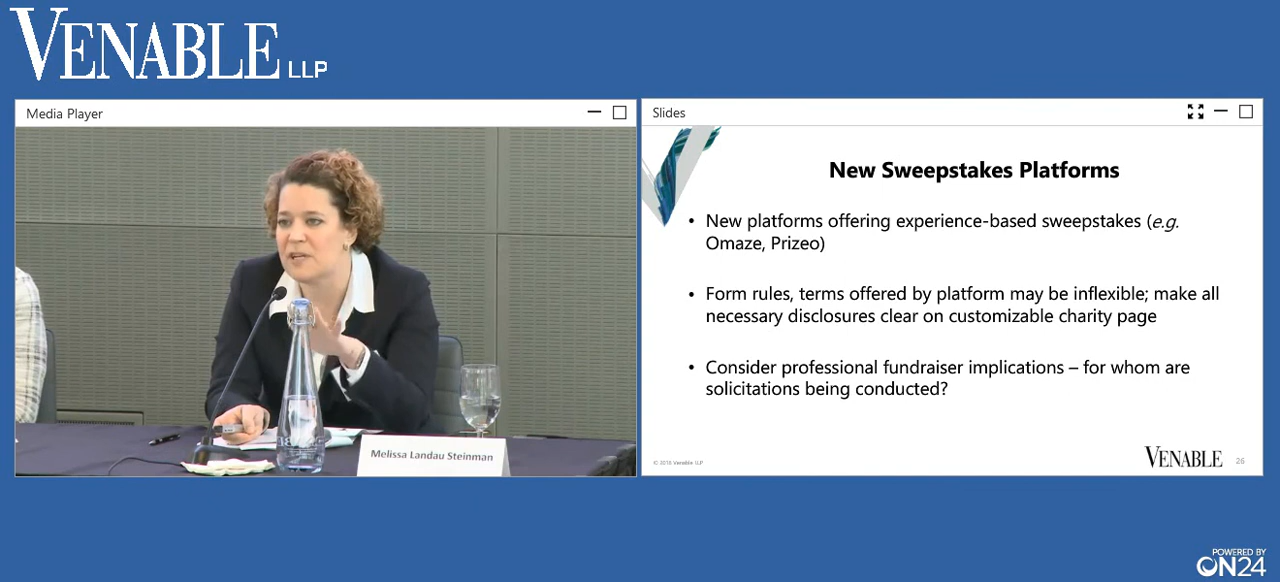 VENABLE LLP
Media Player
Slides
New Sweepstakes Platforms
• New platforms offering experience-based sweepstakes (e.g.
Omaze, Prizeo)
• Form rules, terms offered by platform may be inflexible; make all
necessary disclosures clear on customizable charity page
• Consider professional fundraiser implications – for whom are
solicitations being conducted?
© 2016 Venable LLP
VENABLE
26
Melissa Landau Steinman
POWERED BY
ON24